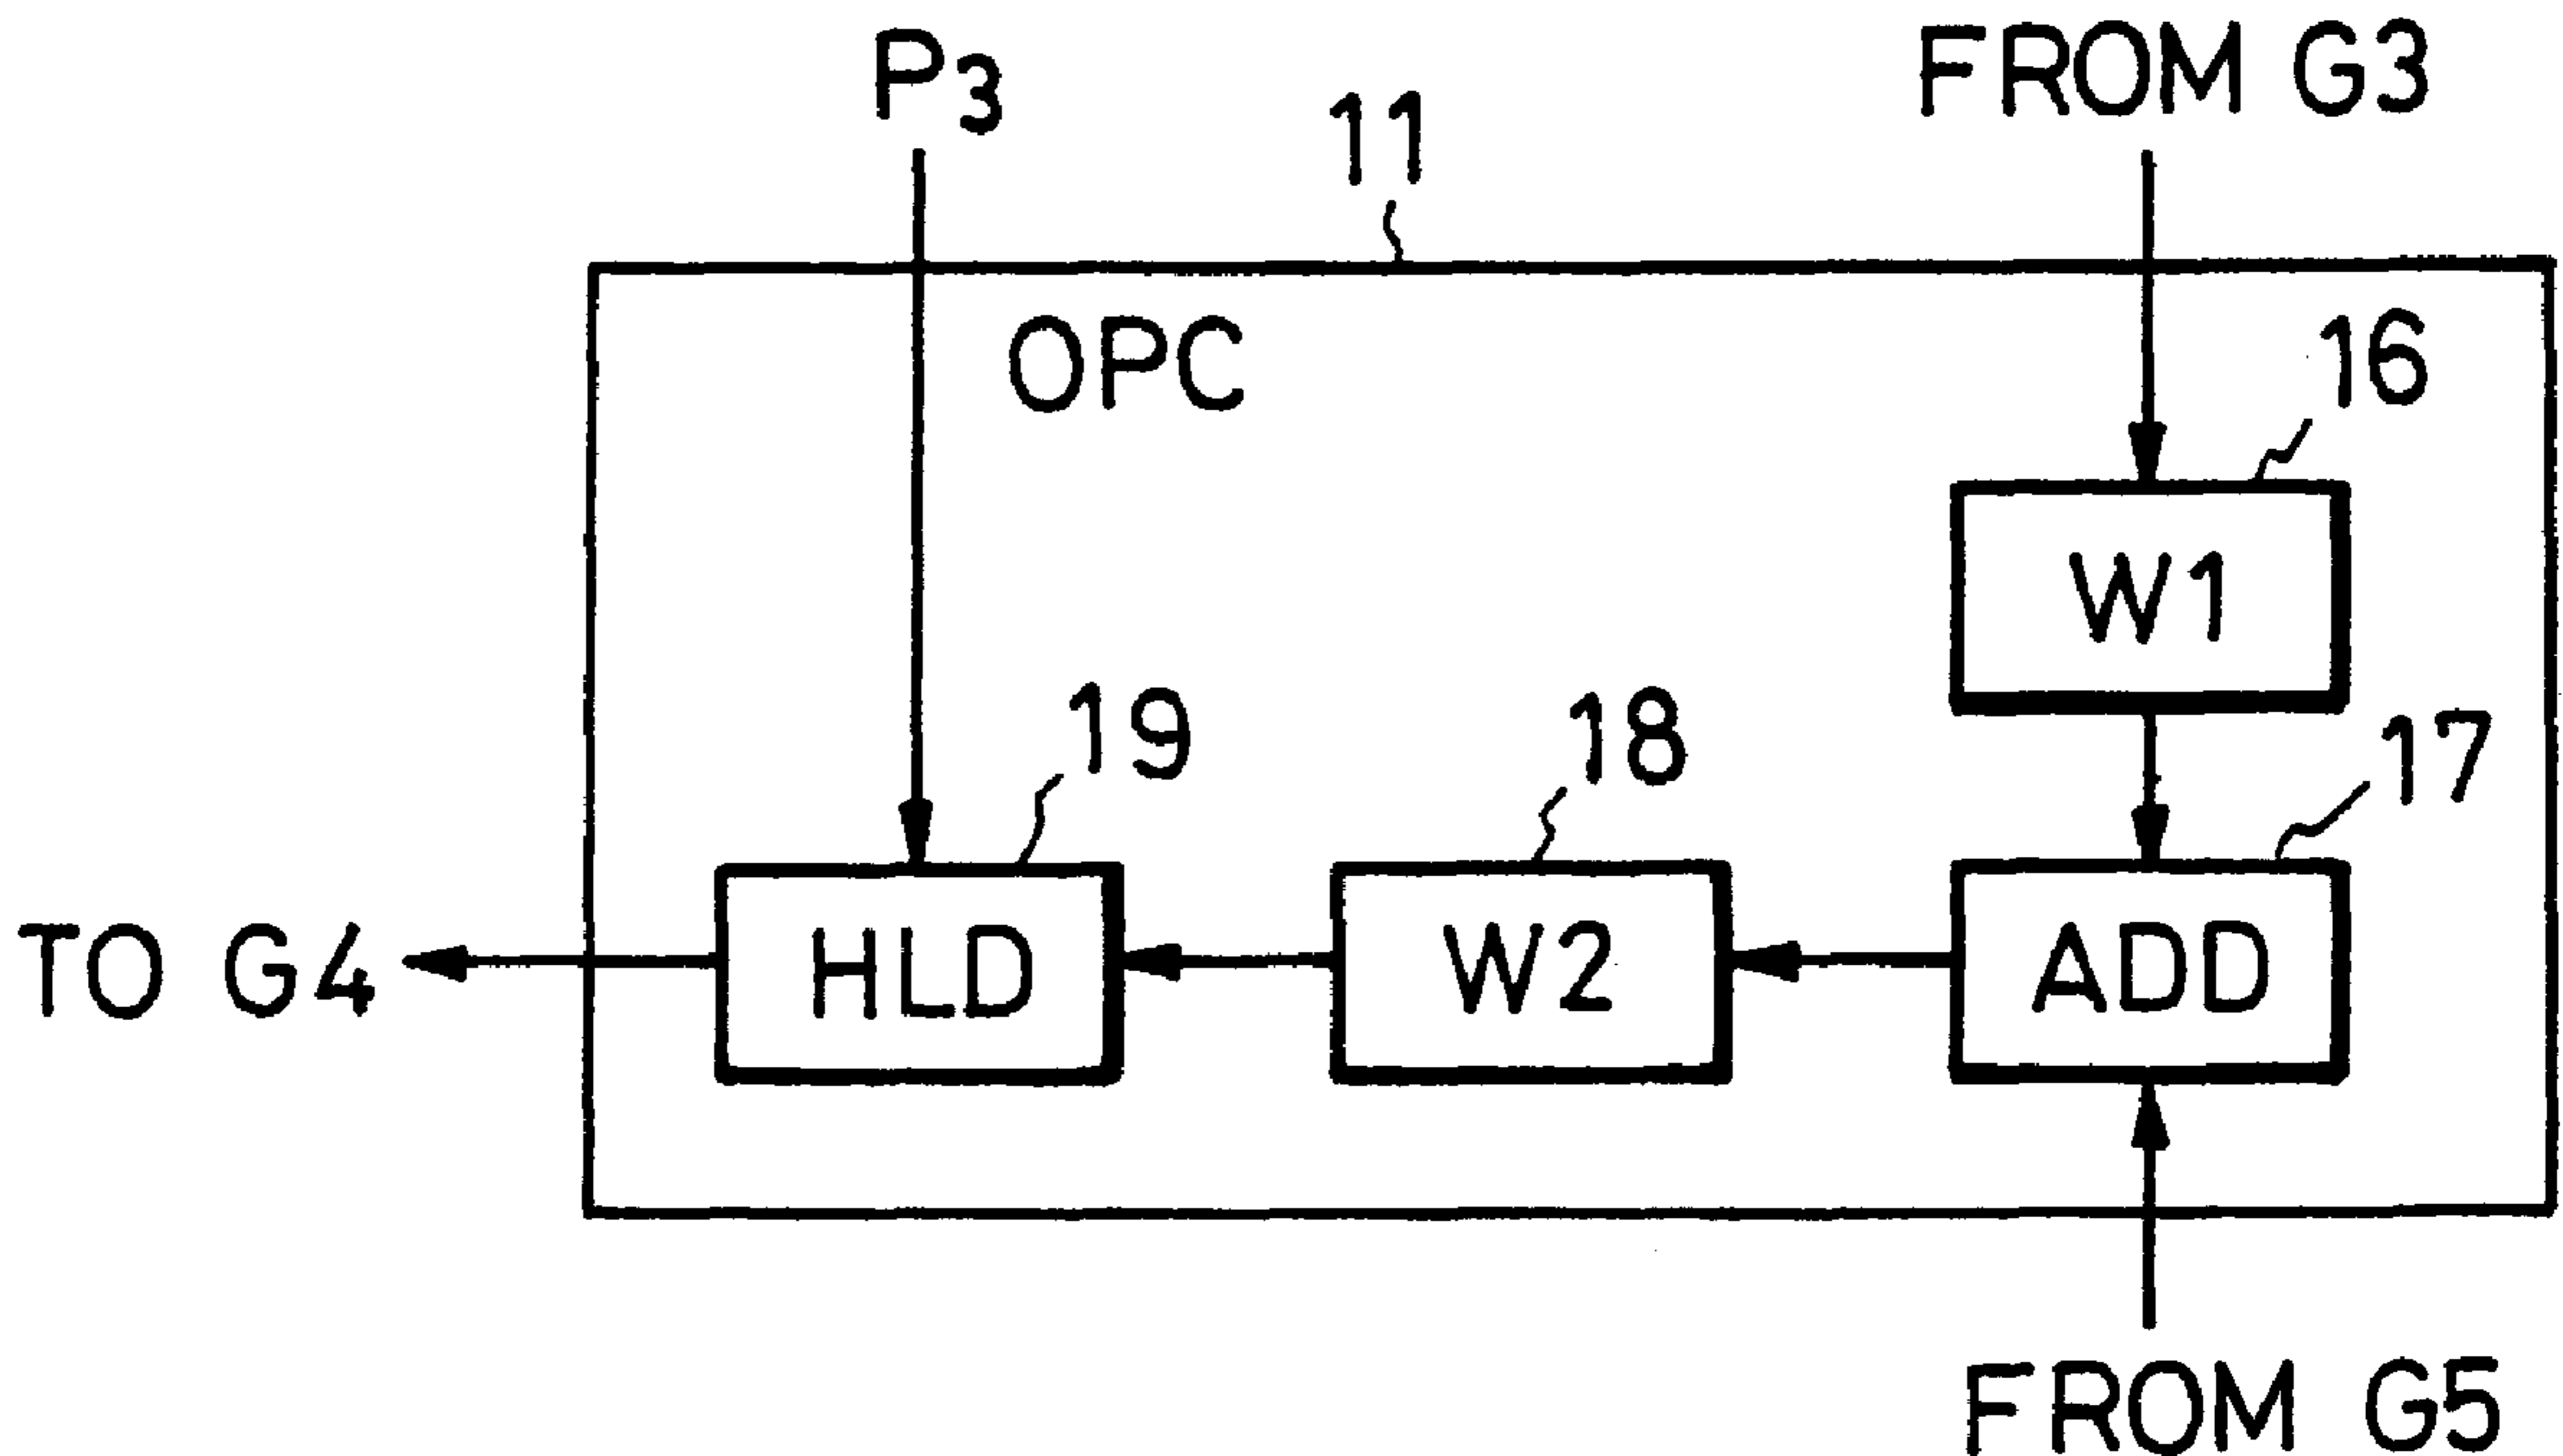 P3
FROM G3
11
OPC
16
W1
19
18
17
TO G4
HLD
W2
ADD
FROM G5